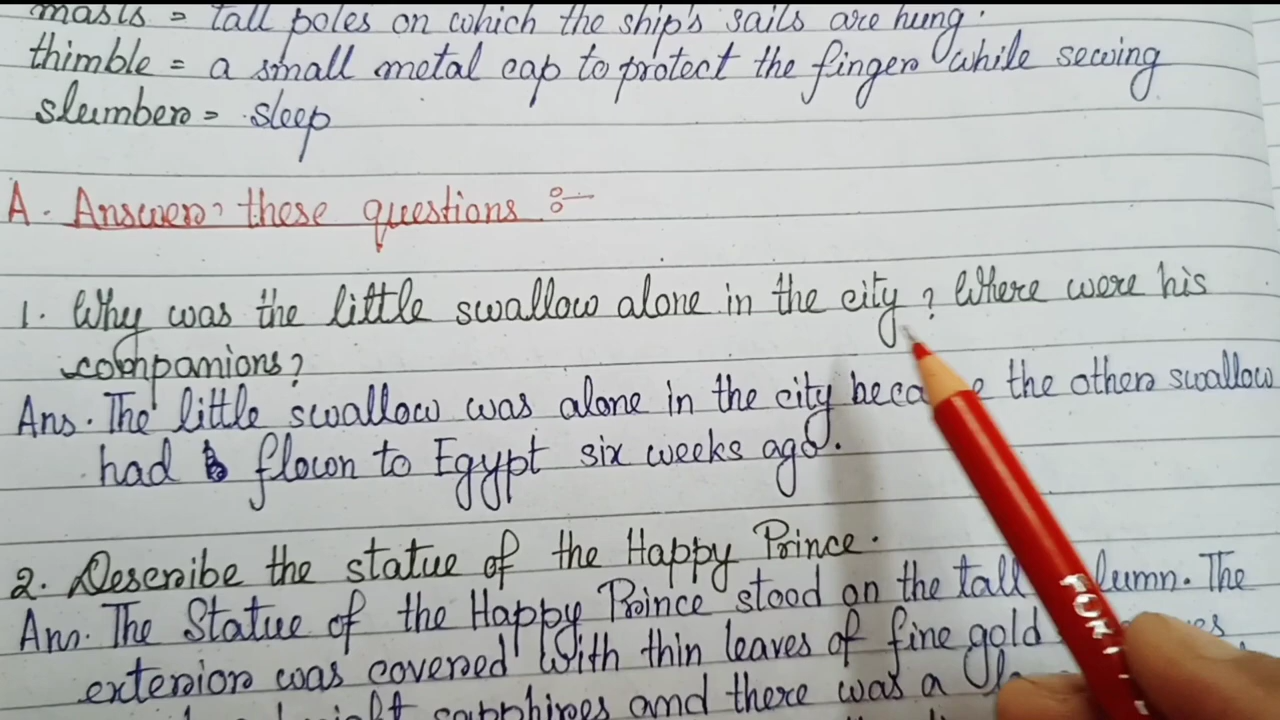 masts = tall poles on which the ship's sails are hung.
thimble = a small metal cap to protect the finger while sewing
slumber = sleep
A. Answer these questions :-
1. Why was the little swallow alone in the city? Where were his
companions?
Ans. The little swallow was alone in the city because the other swallow
had flown to Egypt six weeks ago.
2. Describe the statue of the Happy Prince.
Ans. The Statue of the Happy Prince stood on the tall column. The
exterior was covered with thin leaves of fine gold
sapphires and there was a